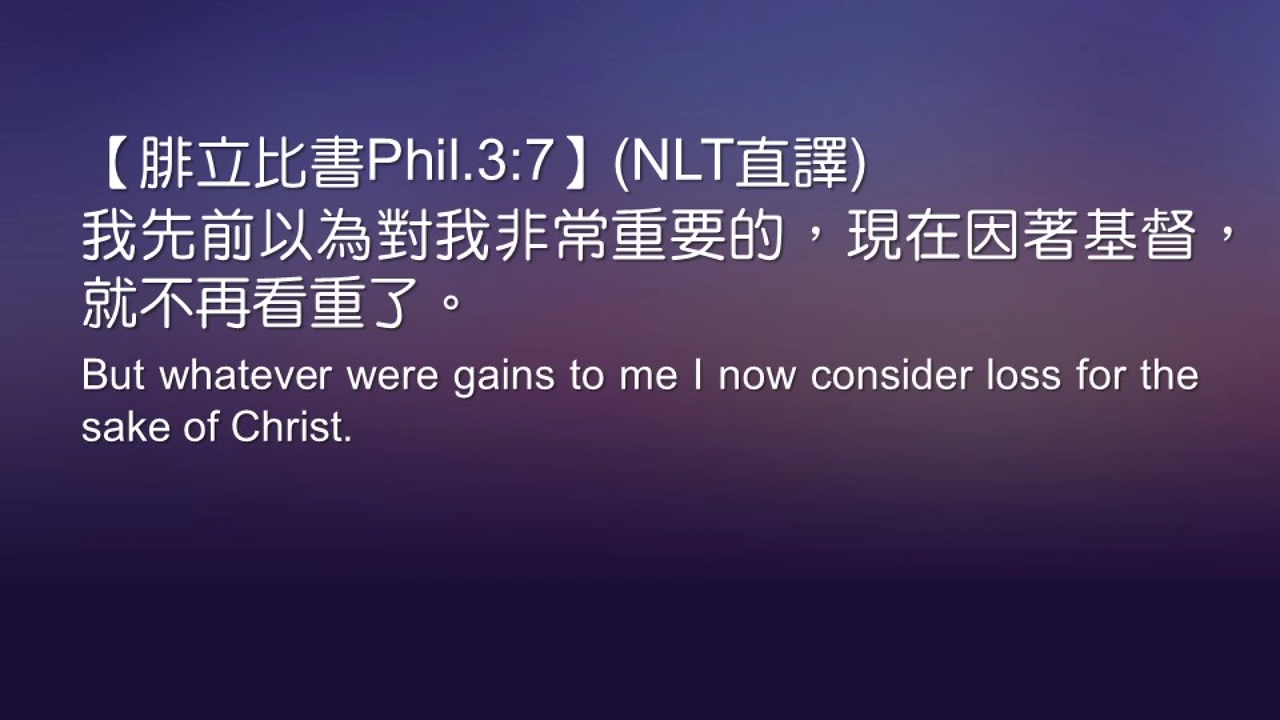 【腓立比書Phil.3:7】(NLT直譯)
我先前以為對我非常重要的，現在因著基督，
就不再看重了。
But whatever were gains to me I now consider loss for the
sake of Christ.